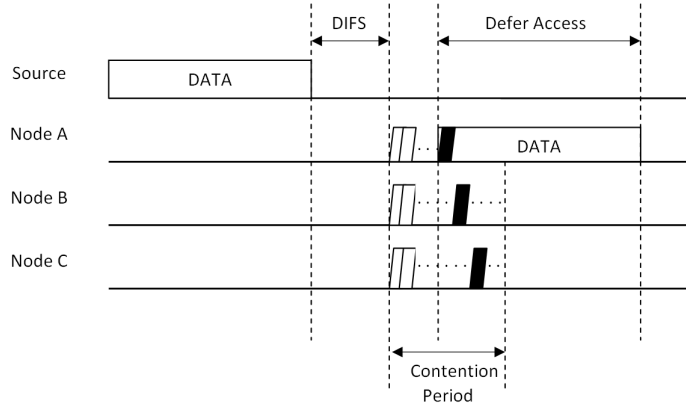 DIFS
Defer Access
Source
DATA
Node A
DATA
Node B
Node C
Contention
Period